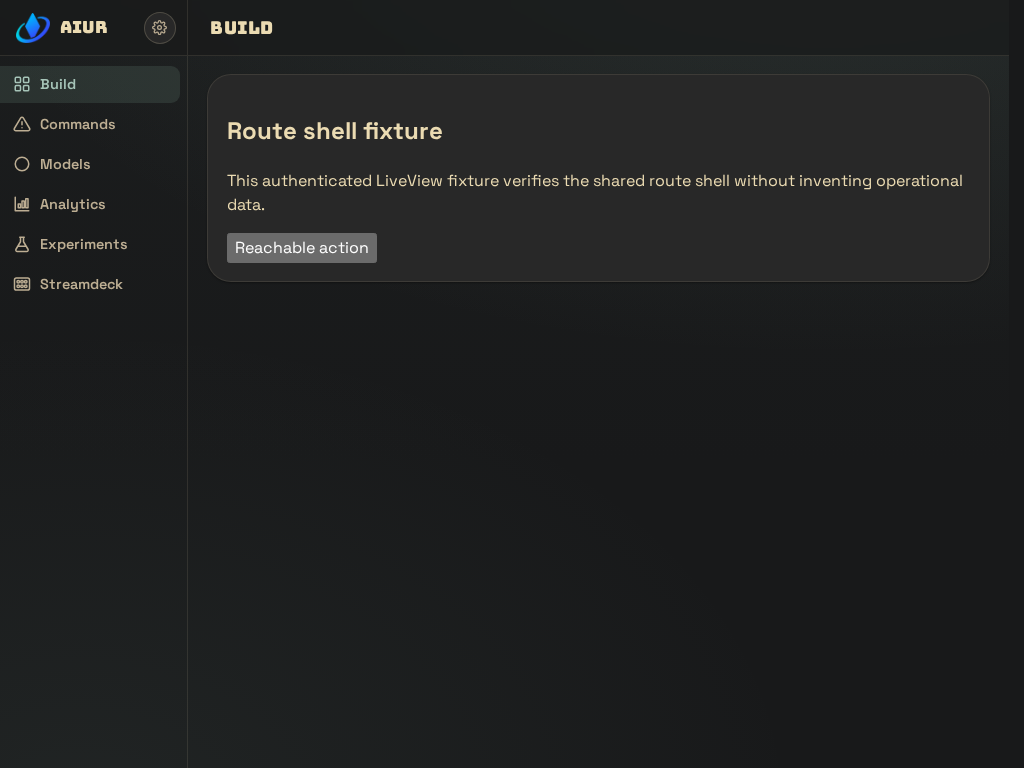 AIUR
BUILD
Build
Commands
Models
Analytics
Experiments
Streamdeck
Route shell fixture
This authenticated LiveView fixture verifies the shared route shell without inventing operational
data.
Reachable action